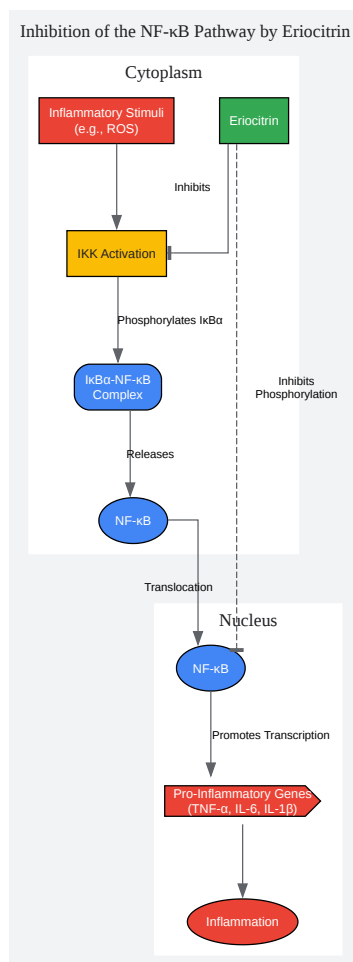 Inhibition of the NF-κB Pathway by Eriocitrin
Cytoplasm
Inflammatory Stimuli
(e.g., ROS)
Eriocitrin
Inhibits
IKK Activation
Phosphorylates IκBα
IκBα-NF-κB
Complex
Inhibits
Phosphorylation
Releases
NF-κB
Translocation
Nucleus
NF-κB
Promotes Transcription
Pro-Inflammatory Genes
(TNF-α, IL-6, IL-1β)
Inflammation